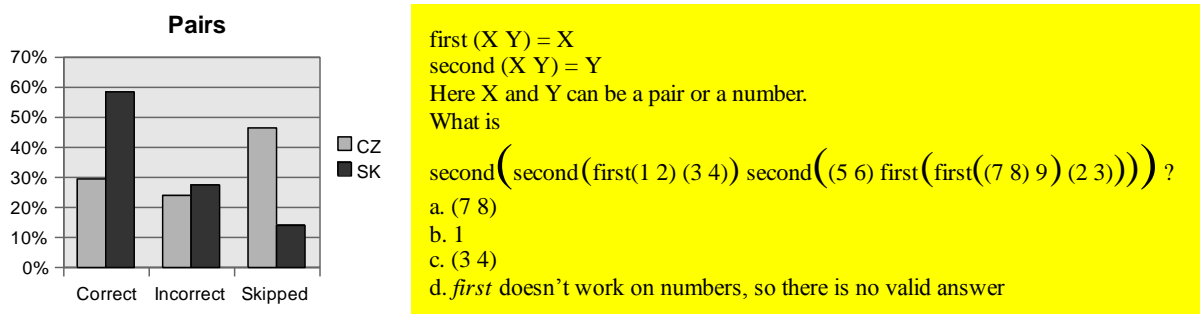 Pairs
70%
60%
50%
40%
30%
20%
10%
0%
Correct Incorrect Skipped
CZ
SK
first (X Y) = X
second (X Y) = Y
Here X and Y can be a pair or a number.
What is
second(second(first(1 2) (3 4)) second((5 6) first(first((7 8) 9) (2 3)))) ?
a. (7 8)
b. 1
c. (3 4)
d. first doesn’t work on numbers, so there is no valid answer